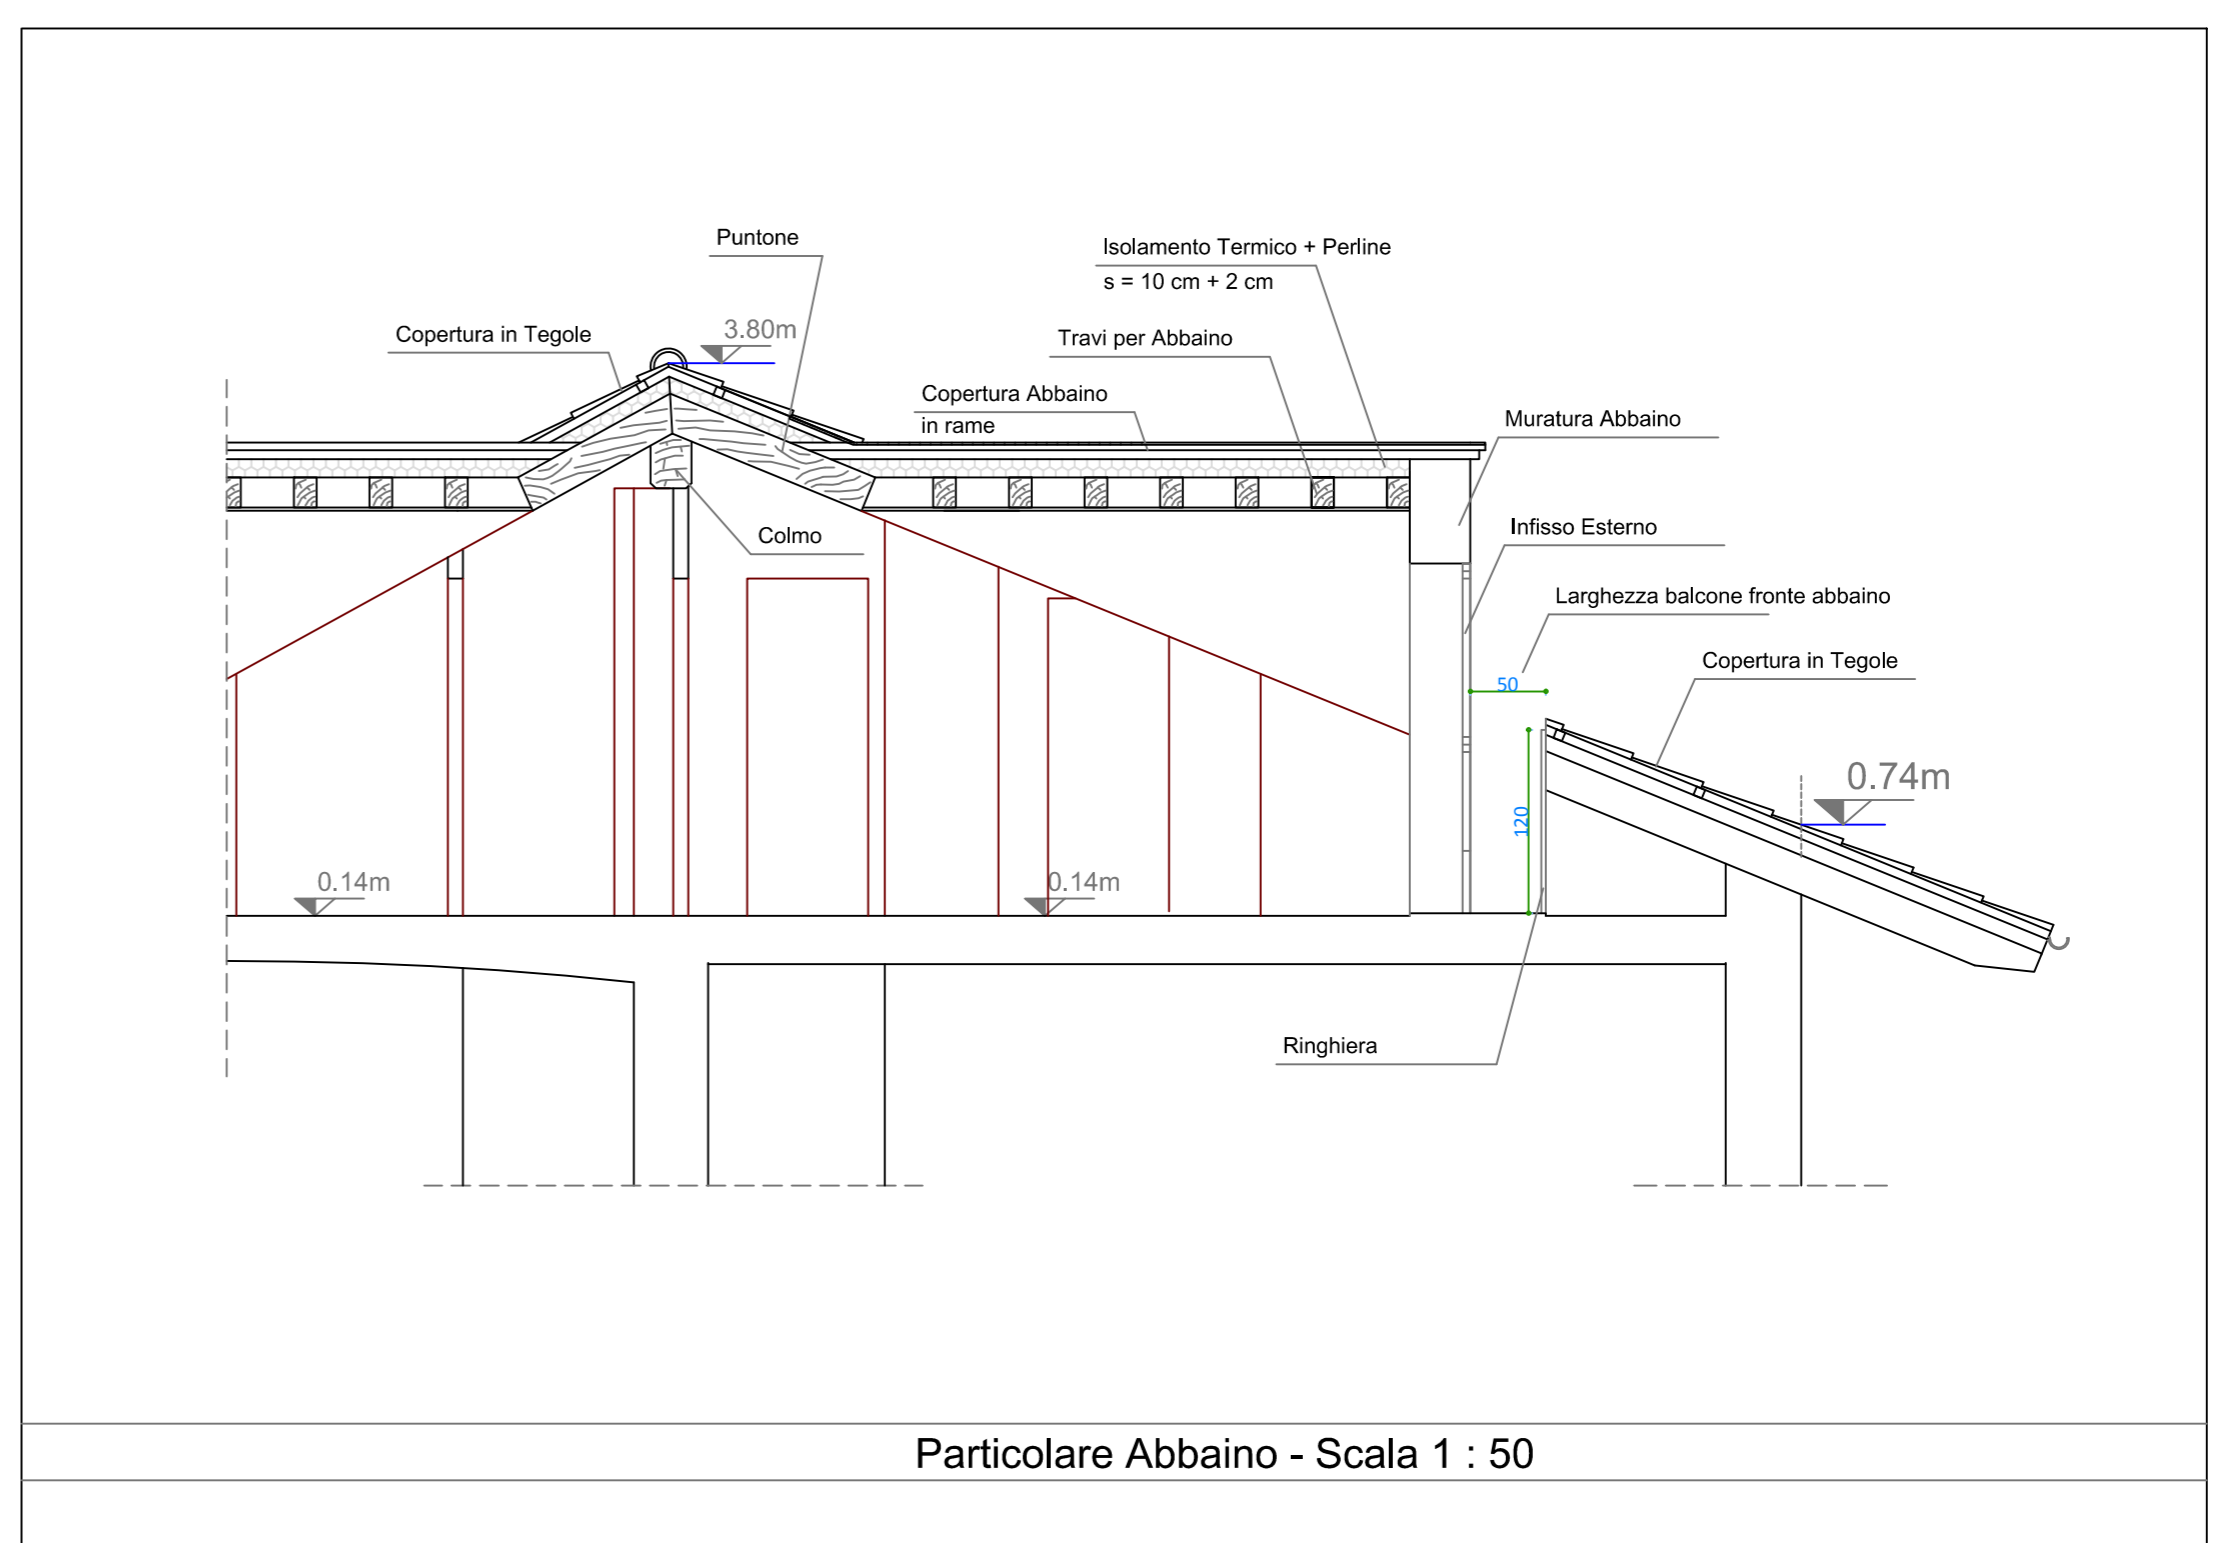 Puntone
Isolamento Termico + Perline
s = 10 cm + 2 cm
Copertura in Tegole
3.80m
Travi per Abbaino
Copertura Abbaino
in rame
Muratura Abbaino
Colmo
Infisso Esterno
Larghezza balcone fronte abbaino
Copertura in Tegole
50
0.74m
120
0.14m
0.14m
Ringhiera
Particolare Abbaino - Scala 1 : 50